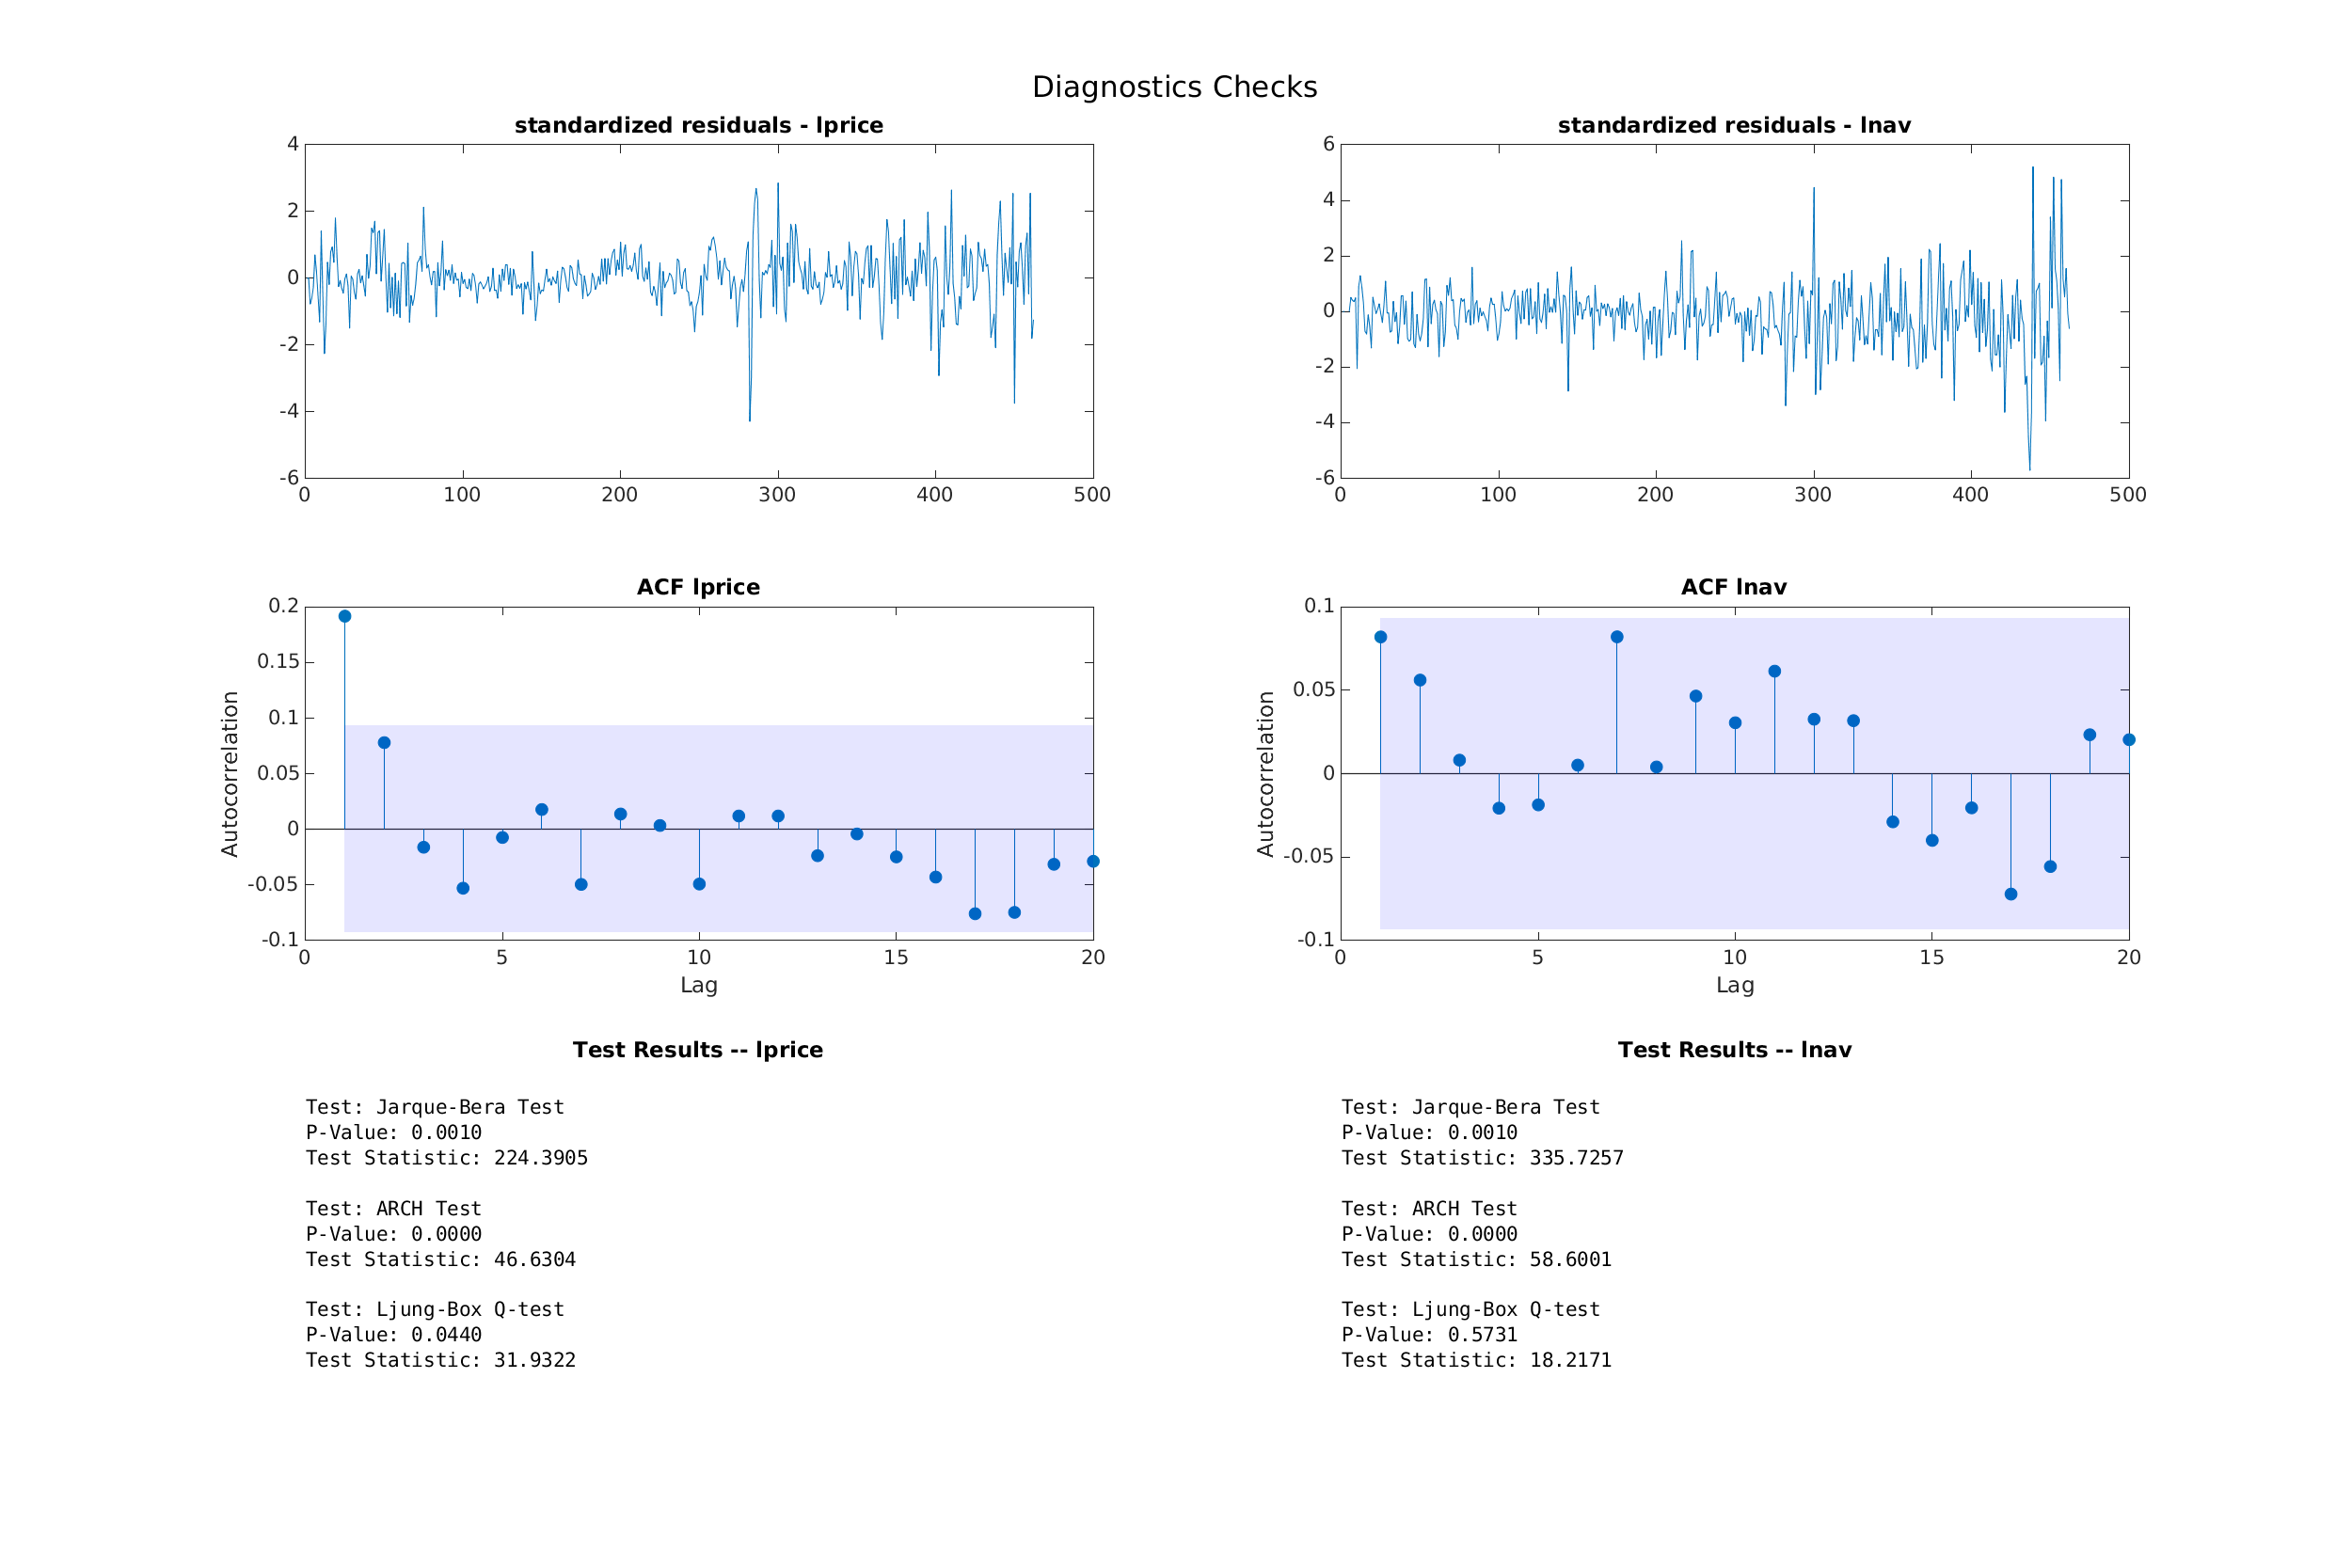 Diagnostics Checks
standardized residuals - lprice
4
2
0
-2
-4
-6
0 100 200 300 400 500
standardized residuals - lnav
6
4
2
0
-2
-4
-6
0 100 200 300 400 500
ACF lprice
Autocorrelation
0.2
0.15
0.1
0.05
0
-0.05
-0.1
0 5 10 15 20
Lag
ACF lnav
Autocorrelation
0.1
0.05
0
-0.05
-0.1
0 5 10 15 20
Lag
Test Results -- lprice
Test: Jarque-Bera Test
P-Value: 0.0010
Test Statistic: 224.3905
Test: ARCH Test
P-Value: 0.0000
Test Statistic: 46.6304
Test: Ljung-Box Q-test
P-Value: 0.0440
Test Statistic: 31.9322
Test Results -- lnav
Test: Jarque-Bera Test
P-Value: 0.0010
Test Statistic: 335.7257
Test: ARCH Test
P-Value: 0.0000
Test Statistic: 58.6001
Test: Ljung-Box Q-test
P-Value: 0.5731
Test Statistic: 18.2171